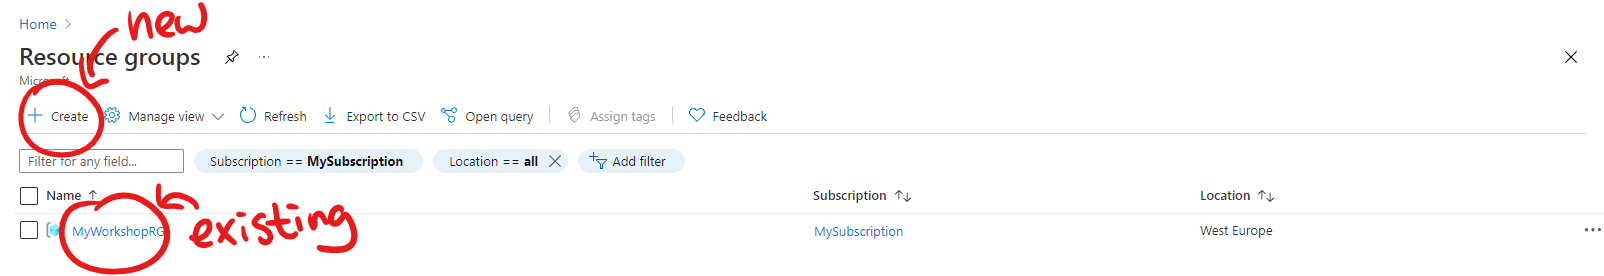 Home >
new
Resource groups ...
Microsoft
+ Create Manage view Refresh Export to CSV Open query Assign tags Feedback
Filter for any field... Subscription == MySubscription Location == all Add filter
Name ↑↓ Subscription ↑↓ Location ↑↓
existing
MyWorkshopRG MySubscription West Europe ...